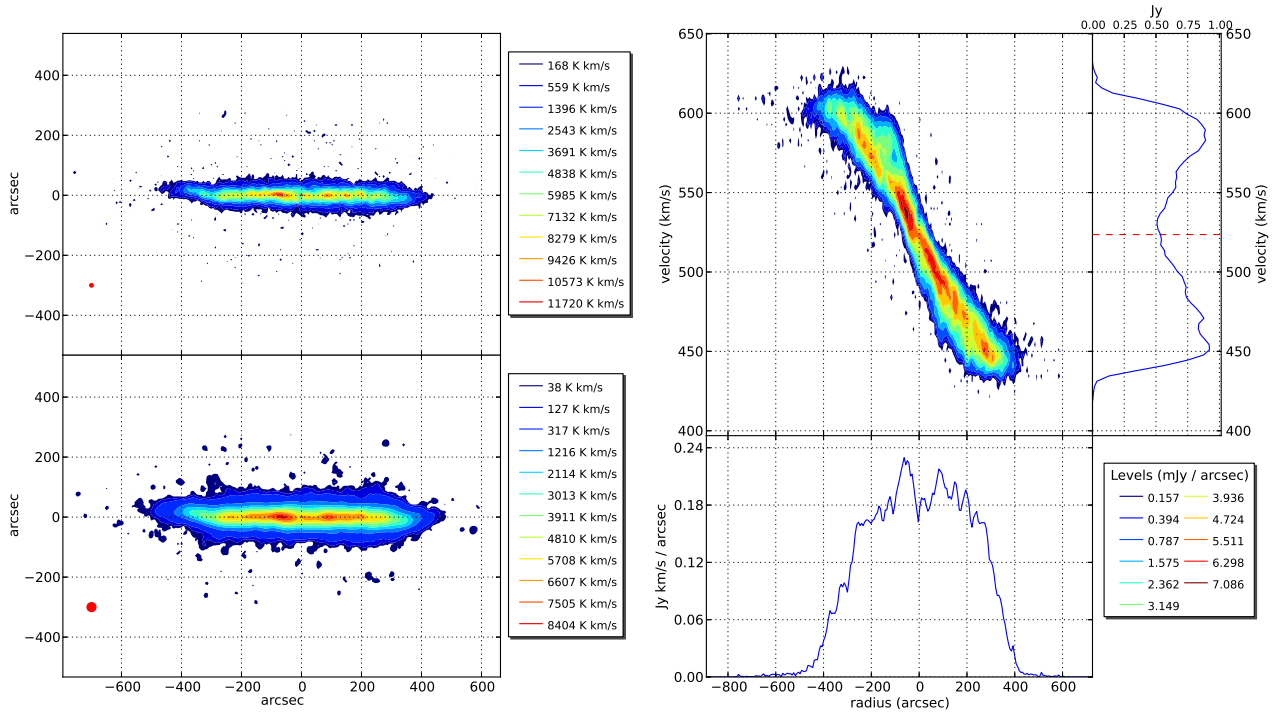 400
200
0
−200
−400
arcsec
168 K km/s
559 K km/s
1396 K km/s
2543 K km/s
3691 K km/s
4838 K km/s
5985 K km/s
7132 K km/s
8279 K km/s
9426 K km/s
10573 K km/s
11720 K km/s
400
200
0
−200
−400
arcsec
−600 −400 −200 0 200 400 600
arcsec
38 K km/s
127 K km/s
317 K km/s
1216 K km/s
2114 K km/s
3013 K km/s
3911 K km/s
4810 K km/s
5708 K km/s
6607 K km/s
7505 K km/s
8404 K km/s
650
600
550
500
450
400
velocity (km/s)
Jy
0.00 0.25 0.50 0.75 1.00
650
600
550
500
450
400
velocity (km/s)
0.24
0.18
0.12
0.06
0.00
Jy km/s / arcsec
−800 −600 −400 −200 0 200 400 600
radius (arcsec)
Levels (mJy / arcsec)
0.157 3.936
0.394 4.724
0.787 5.511
1.575 6.298
2.362 7.086
3.149